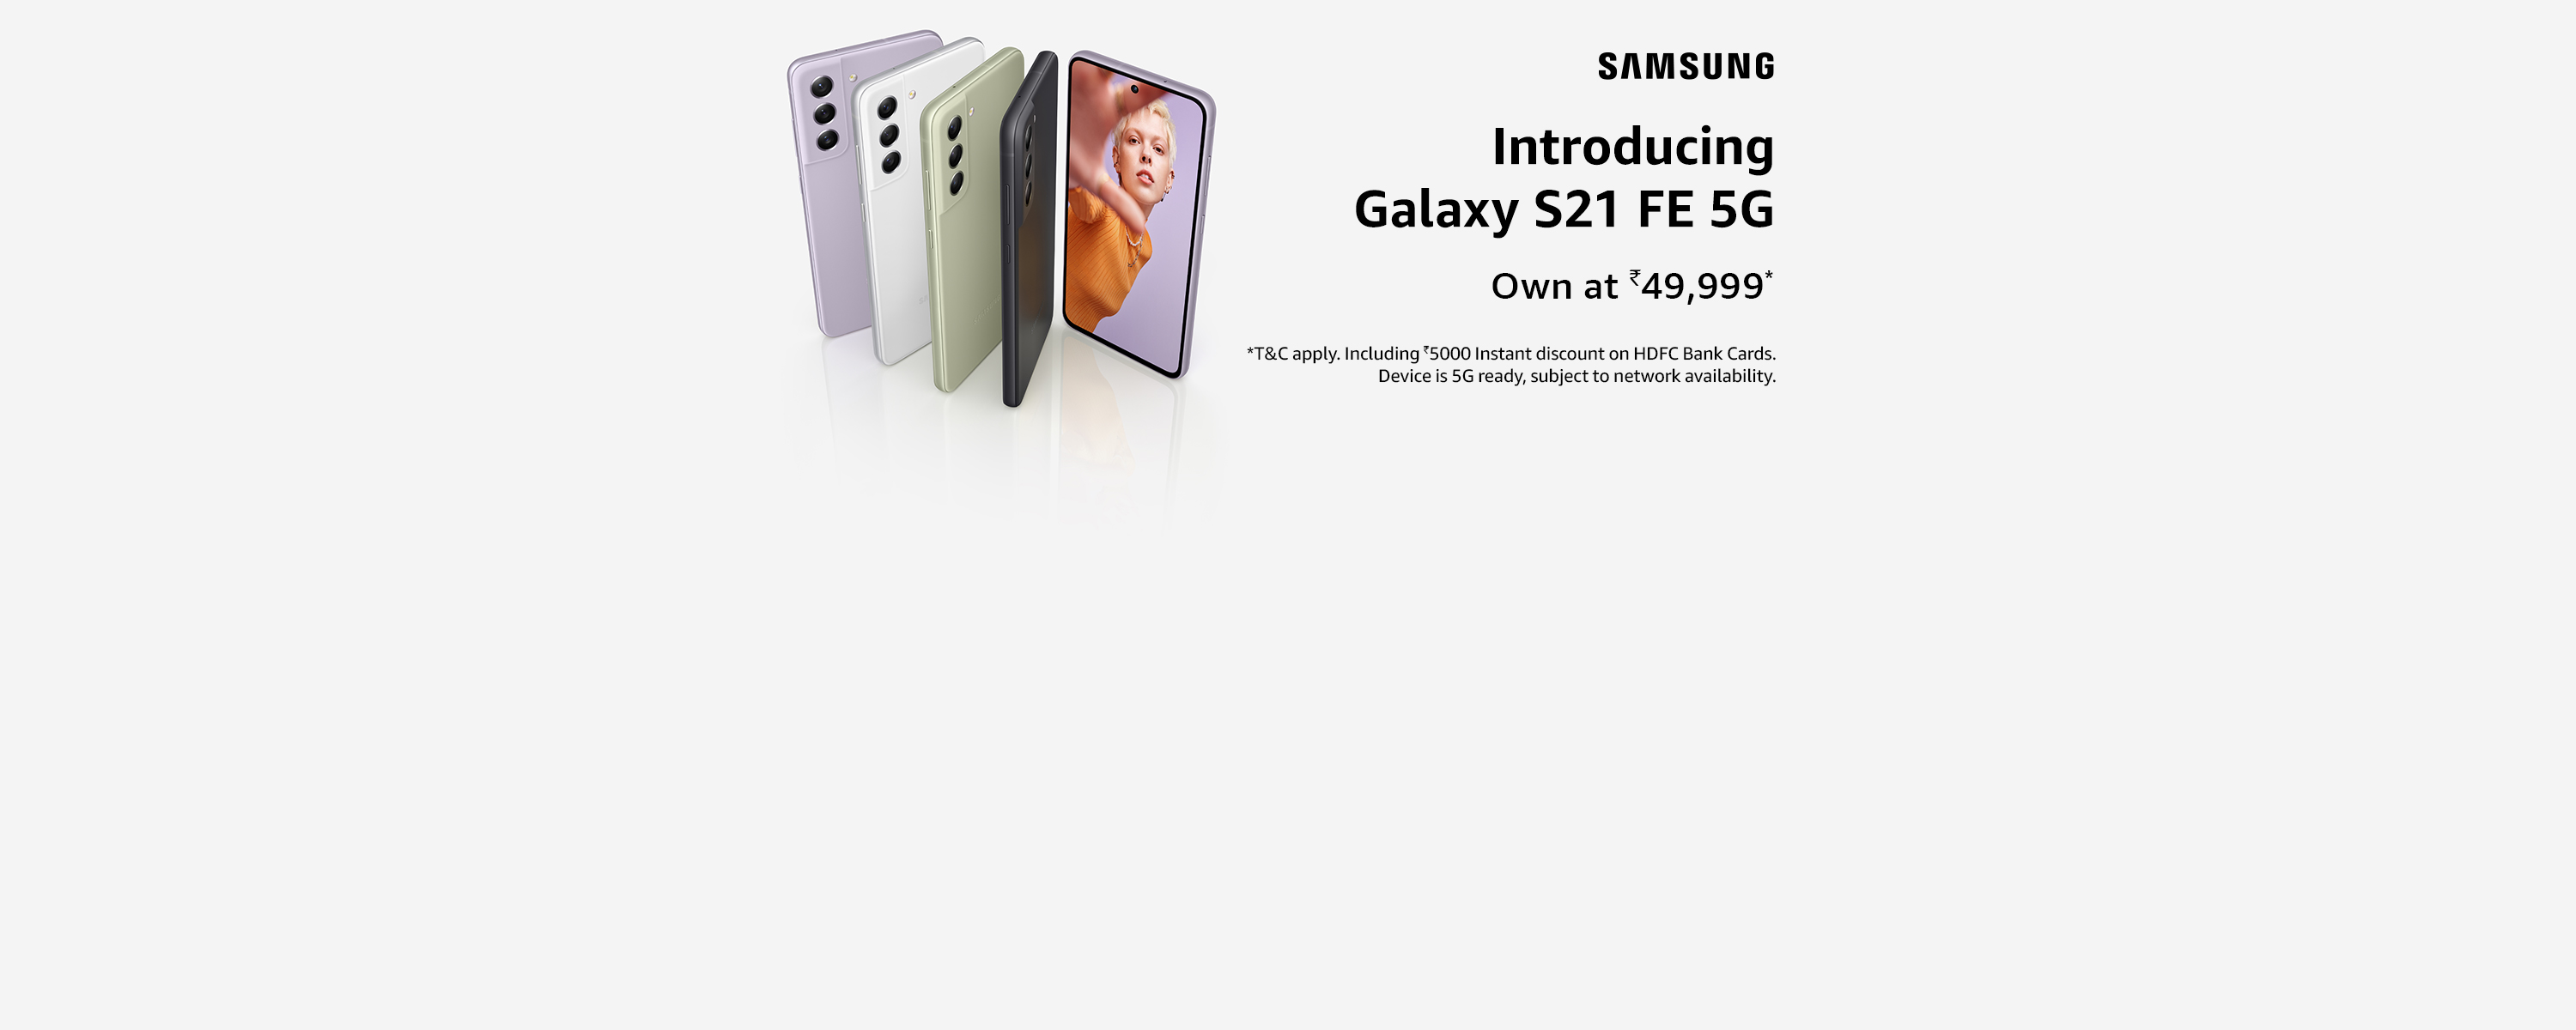 SAMSUNG
Introducing
Galaxy S21 FE 5G
Own at ₹49,999*
*T&C apply. Including ₹5000 Instant discount on HDFC Bank Cards.
Device is 5G ready, subject to network availability.